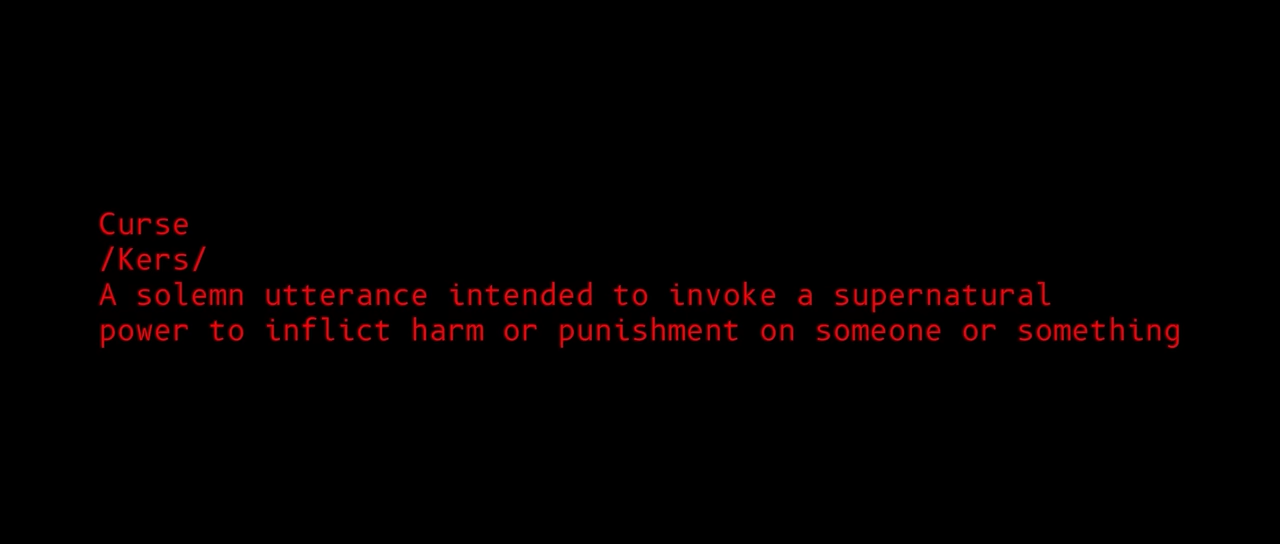 Curse
/Kers/
A solemn utterance intended to invoke a supernatural
power to inflict harm or punishment on someone or something